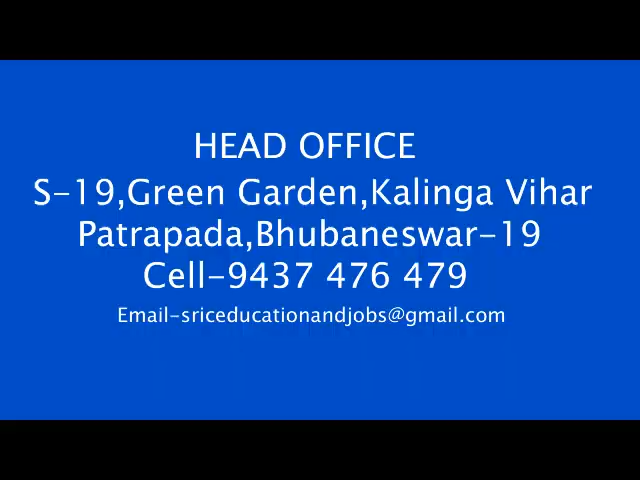 HEAD OFFICE
S-19,Green Garden,Kalinga Vihar
Patrapada,Bhubaneswar-19
Cell-9437 476 479
Email-sriceducationandjobs@gmail.com